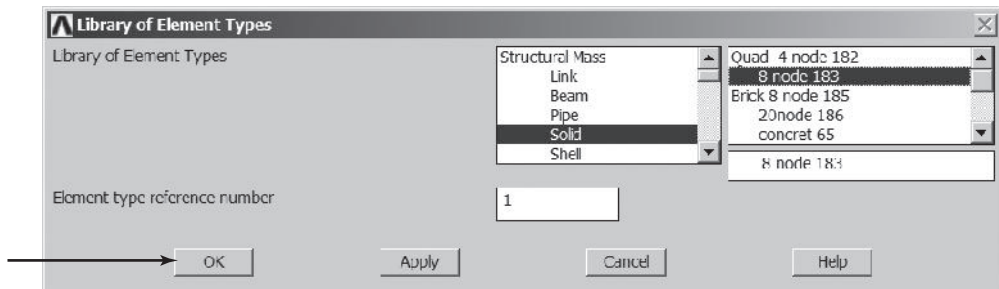 Library of Element Types
Library of Element Types
Structural Mass
Link
Beam
Pipe
Solid
Shell
Quad 4 node 182
8 node 183
Brick 8 node 185
20node 186
concret 65
8 node 183
Element type reference number
1
OK
Apply
Cancel
Help